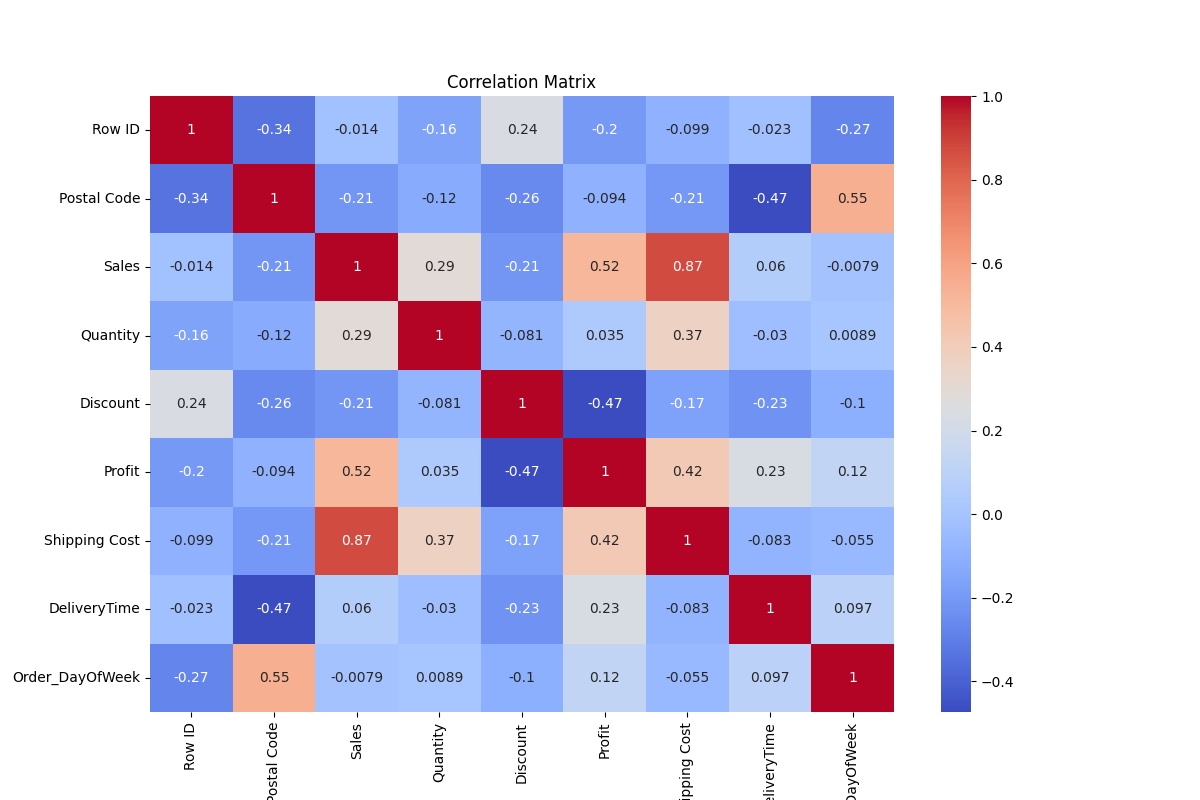 Correlation Matrix
Row ID 1 -0.34 -0.014 -0.16 0.24 -0.2 -0.099 -0.023 -0.27
Postal Code -0.34 1 -0.21 -0.12 -0.26 -0.094 -0.21 -0.47 0.55
Sales -0.014 -0.21 1 0.29 -0.21 0.52 0.87 0.06 -0.0079
Quantity -0.16 -0.12 0.29 1 -0.081 0.035 0.37 -0.03 0.0089
Discount 0.24 -0.26 -0.21 -0.081 1 -0.47 -0.17 -0.23 -0.1
Profit -0.2 -0.094 0.52 0.035 -0.47 1 0.42 0.23 0.12
Shipping Cost -0.099 -0.21 0.87 0.37 -0.17 0.42 1 -0.083 -0.055
DeliveryTime -0.023 -0.47 0.06 -0.03 -0.23 0.23 -0.083 1 0.097
Order_DayOfWeek -0.27 0.55 -0.0079 0.0089 -0.1 0.12 -0.055 0.097 1
Row ID
Postal Code
Sales
Quantity
Discount
Profit
ipping Cost
eliveryTime
DayOfWeek
1.0
0.8
0.6
0.4
0.2
0.0
−0.2
−0.4